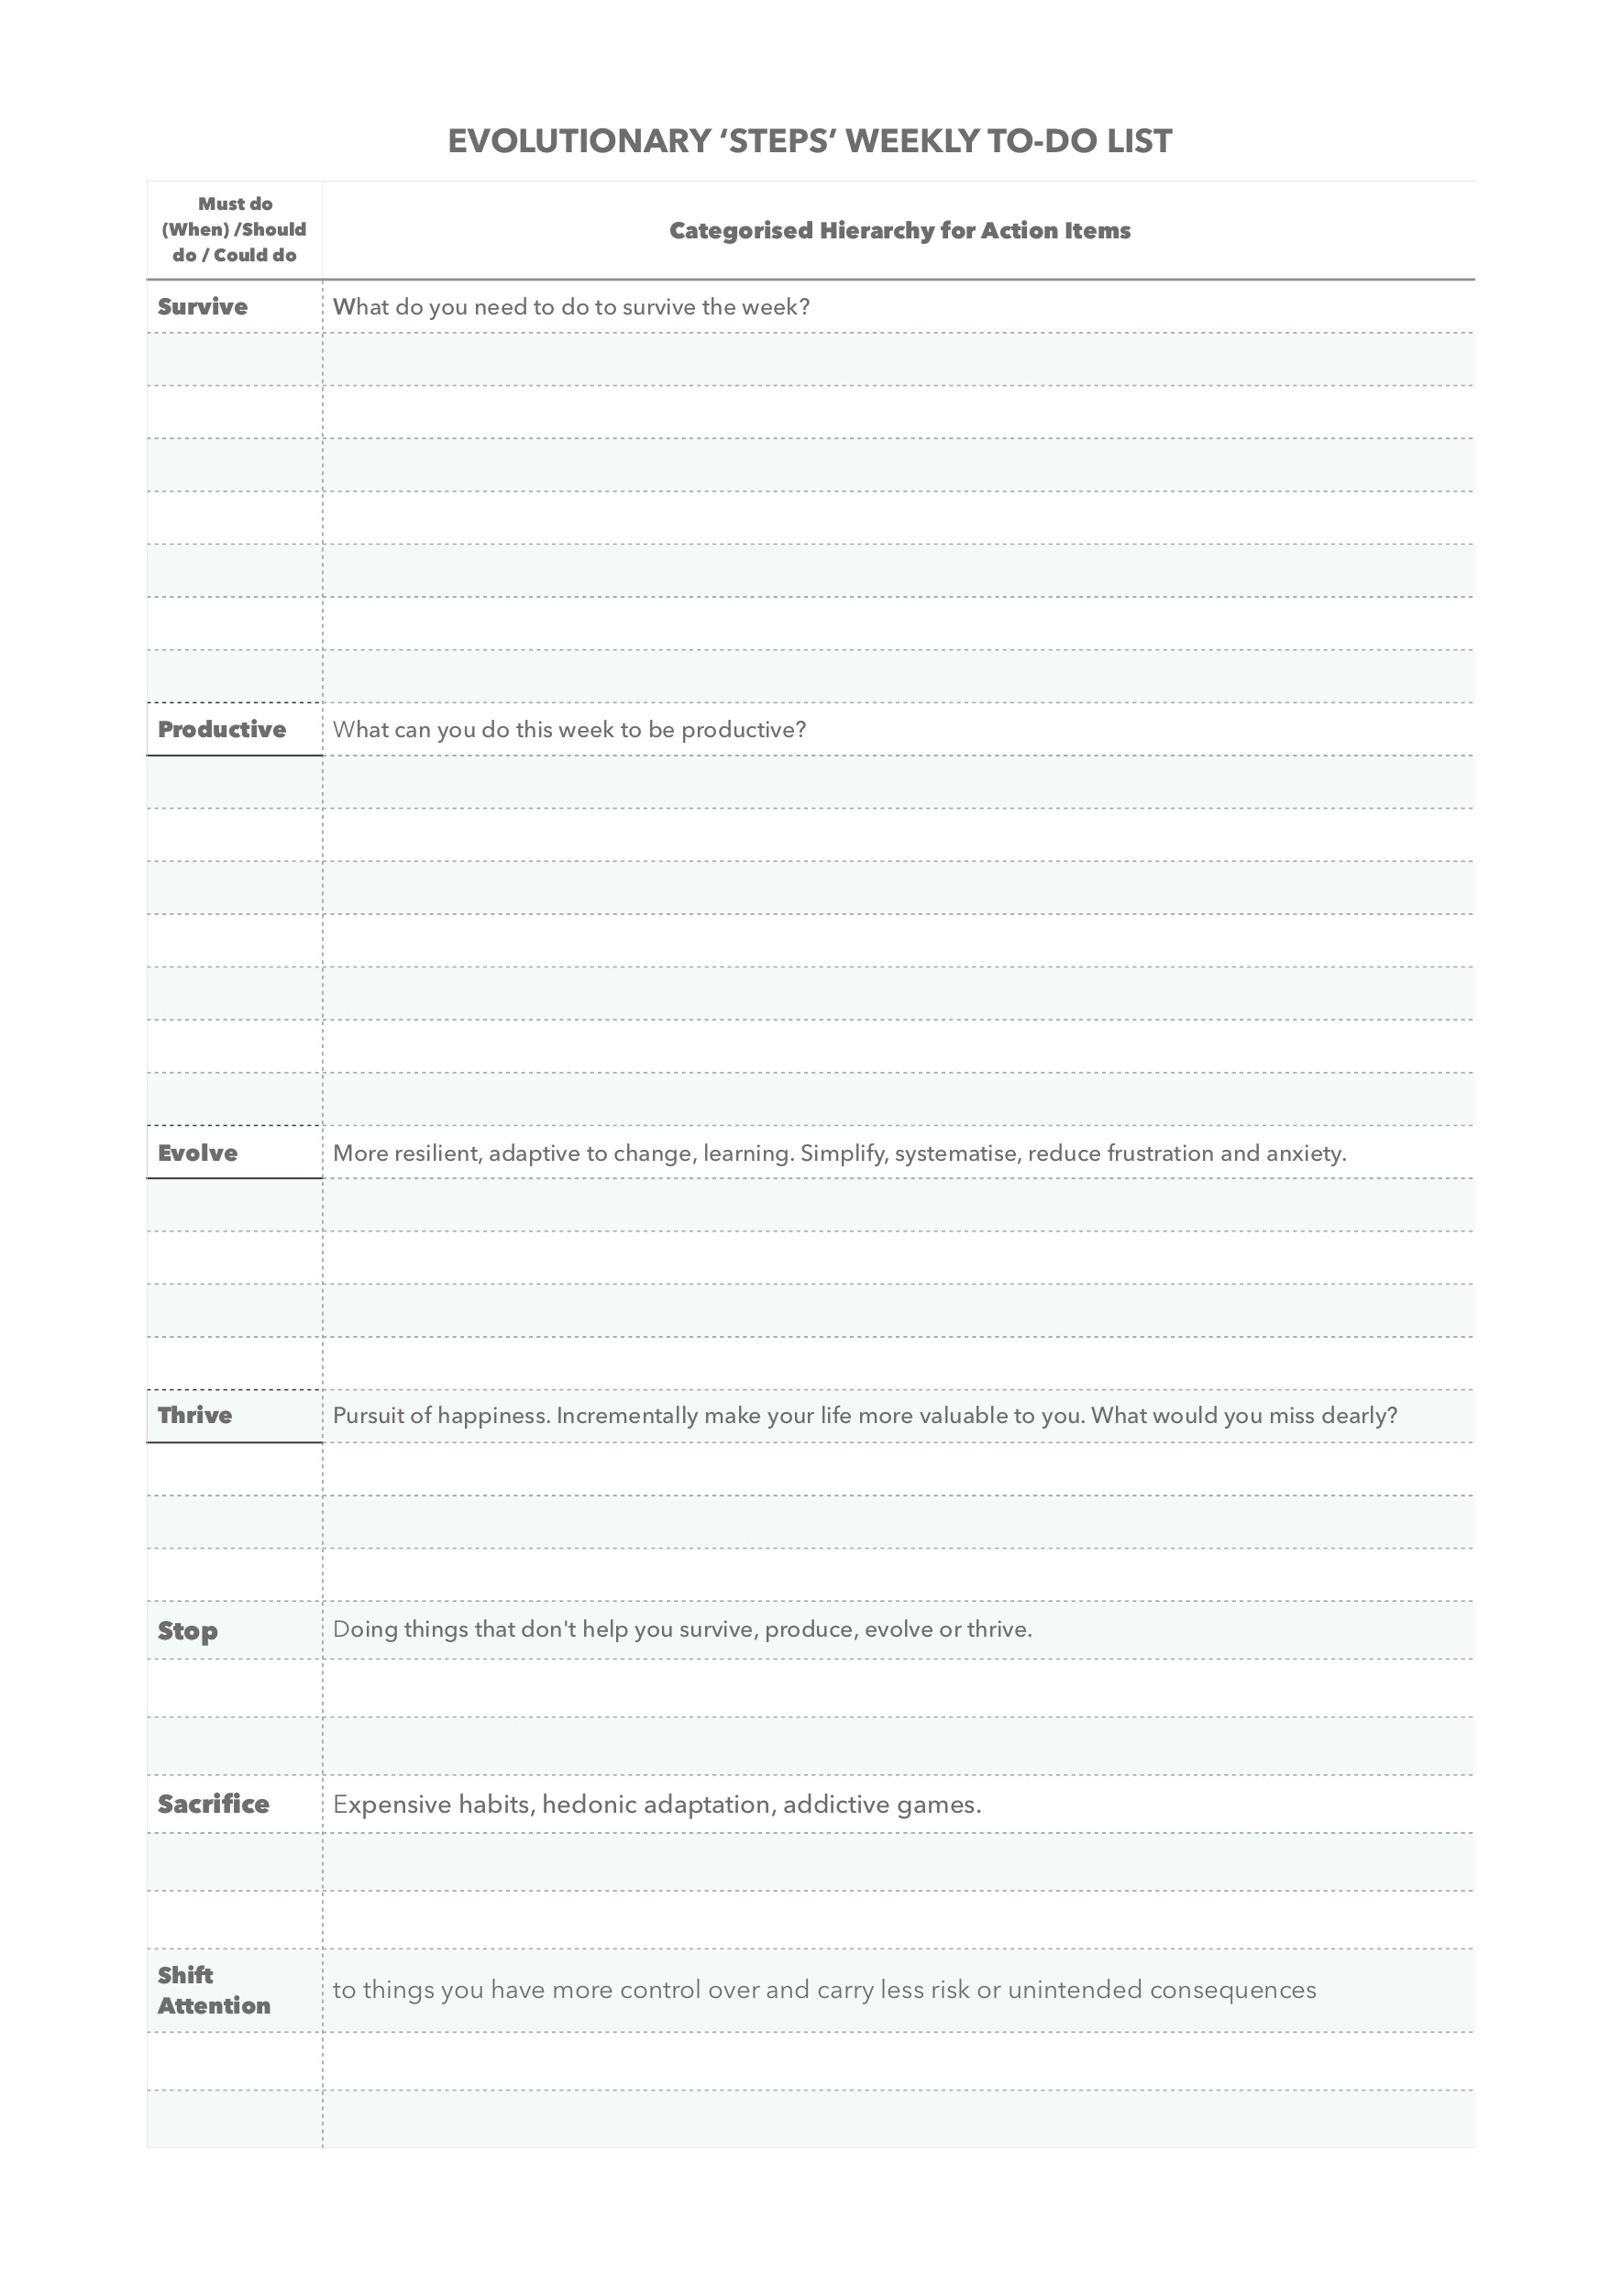 EVOLUTIONARY ‘STEPS’ WEEKLY TO-DO LIST
Must do
(When) /Should
do / Could do
Categorised Hierarchy for Action Items
Survive
What do you need to do to survive the week?
Productive
What can you do this week to be productive?
Evolve
More resilient, adaptive to change, learning. Simplify, systematise, reduce frustration and anxiety.
Thrive
Pursuit of happiness. Incrementally make your life more valuable to you. What would you miss dearly?
Stop
Doing things that don't help you survive, produce, evolve or thrive.
Sacrifice
Expensive habits, hedonic adaptation, addictive games.
Shift
Attention
to things you have more control over and carry less risk or unintended consequences